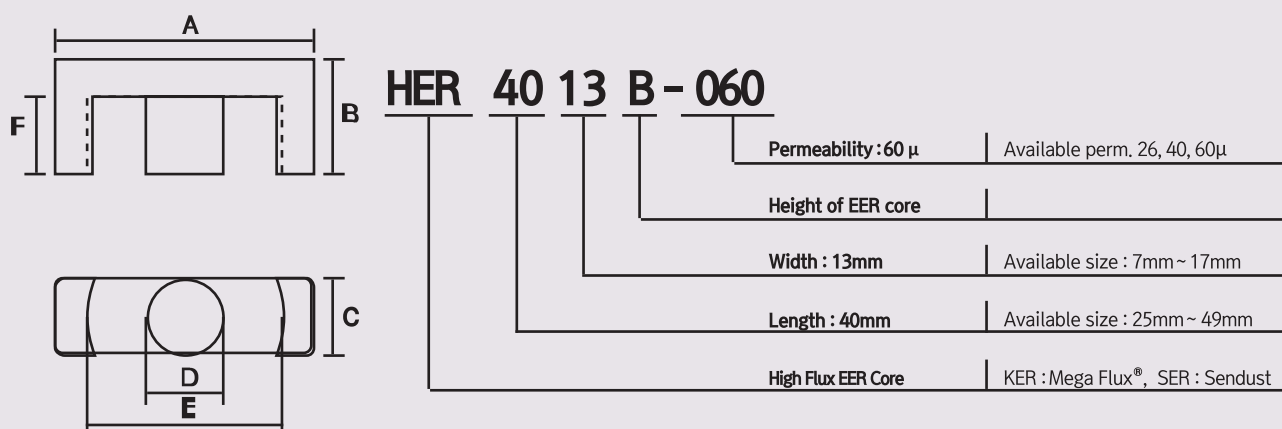 A
B
F
HER 40 13 B - 060
Permeability : 60 μ Available perm. 26, 40, 60μ
Height of EER core
Width : 13mm Available size : 7mm~ 17mm
Length : 40mm Available size : 25mm~ 49mm
High Flux EER Core KER : Mega Flux®, SER : Sendust
C
D
E